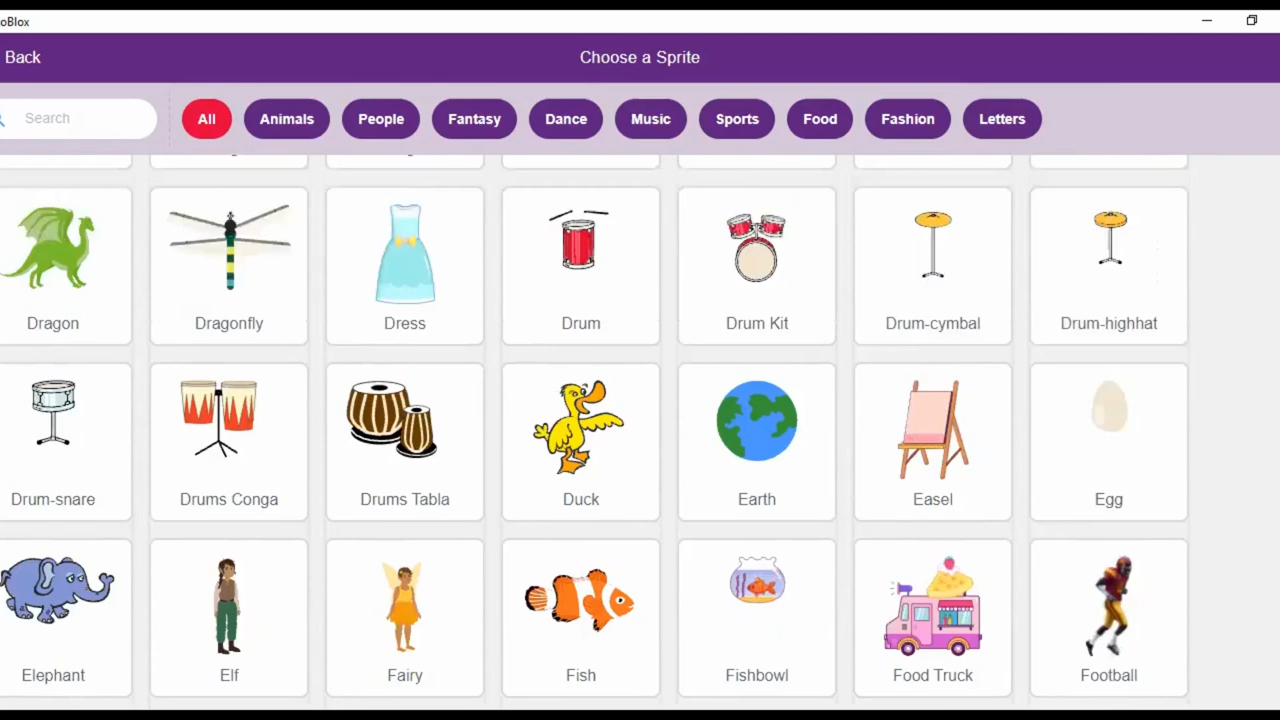 oBlox
Back
Choose a Sprite
Search
All
Animals
People
Fantasy
Dance
Music
Sports
Food
Fashion
Letters
Dragon
Dragonfly
Dress
Drum
Drum Kit
Drum-cymbal
Drum-highhat
Drum-snare
Drums Conga
Drums Tabla
Duck
Earth
Easel
Egg
Elephant
Elf
Fairy
Fish
Fishbowl
Food Truck
Football